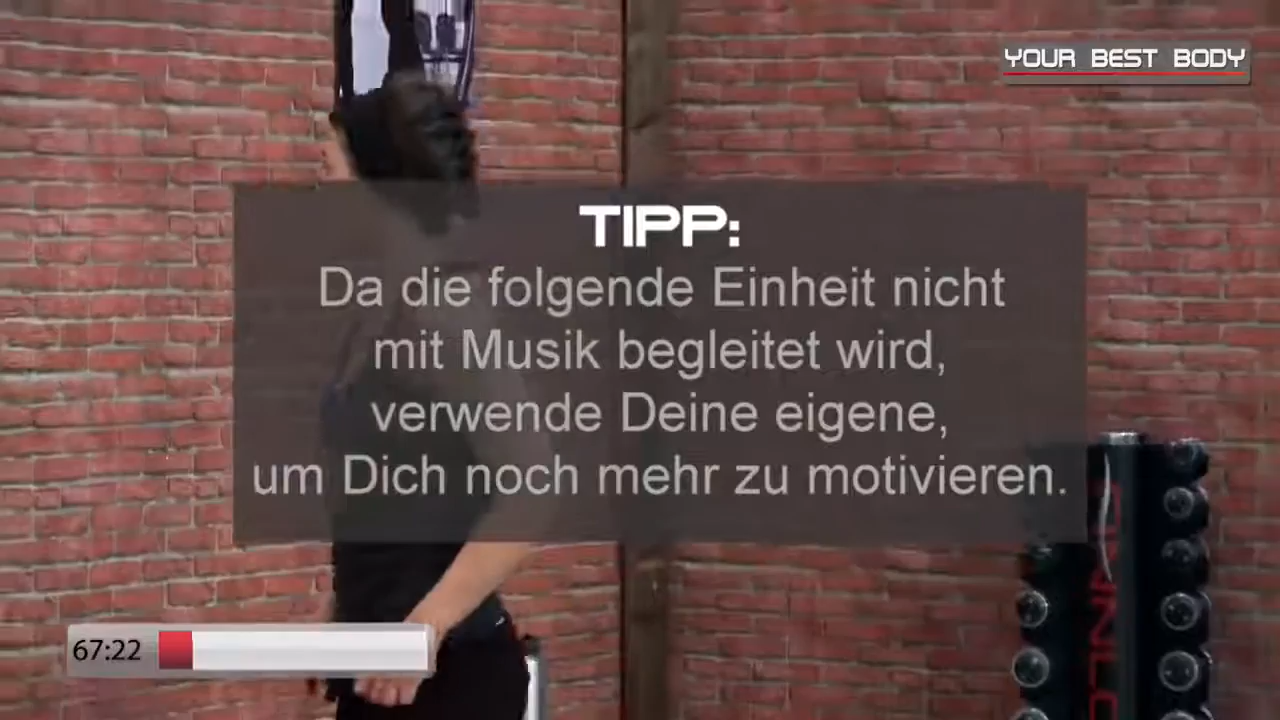 YOUR BEST BODY
TIPP:
Da die folgende Einheit nicht
mit Musik begleitet wird,
verwende Deine eigene,
um Dich noch mehr zu motivieren.
67:22